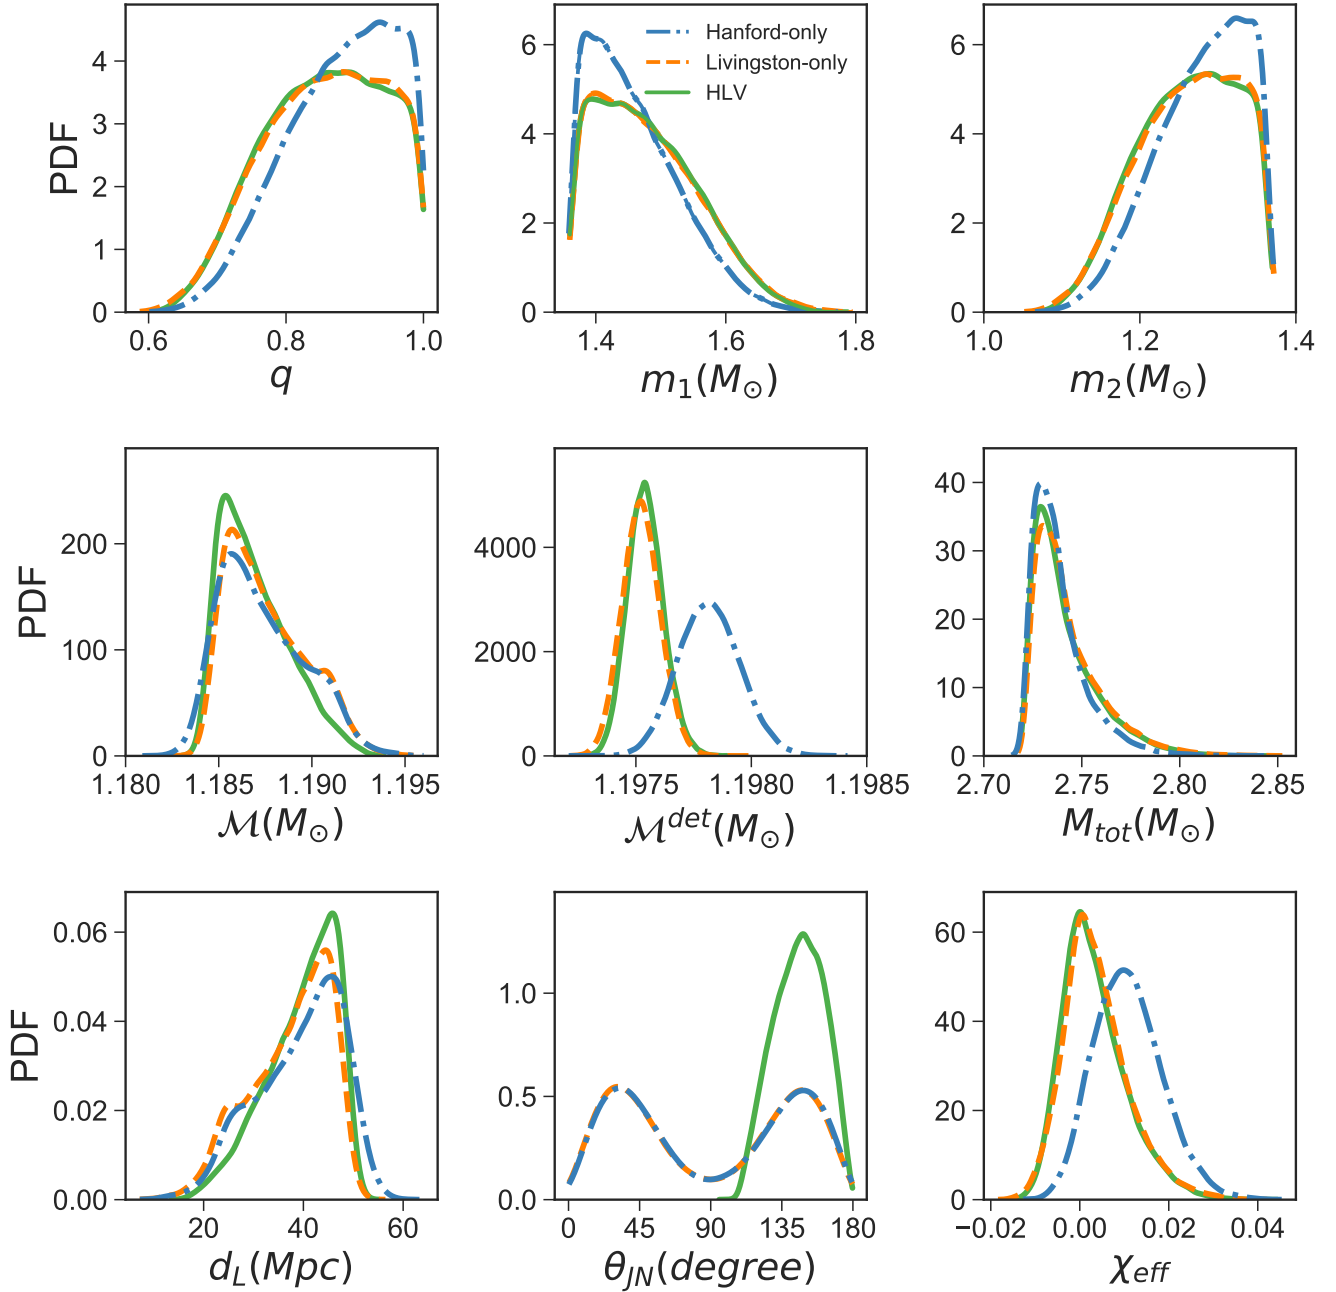 PDF
4
3
2
1
0
0.6 0.8 1.0
q
6
4
2
0
1.4 1.6 1.8
m1(M⊙)
Hanford-only
Livingston-only
HLV
6
4
2
0
1.0 1.2 1.4
m2(M⊙)
PDF
200
100
0
1.180 1.185 1.190 1.195
ℳ(M⊙)
4000
2000
0
1.1975 1.1980 1.1985
ℳdet(M⊙)
40
30
20
10
0
2.70 2.75 2.80 2.85
Mtot(M⊙)
PDF
0.06
0.04
0.02
0.00
20 40 60
dL(Mpc)
1.0
0.5
0.0
0 45 90 135 180
θJN(degree)
60
40
20
0
−0.02 0.00 0.02 0.04
χeff